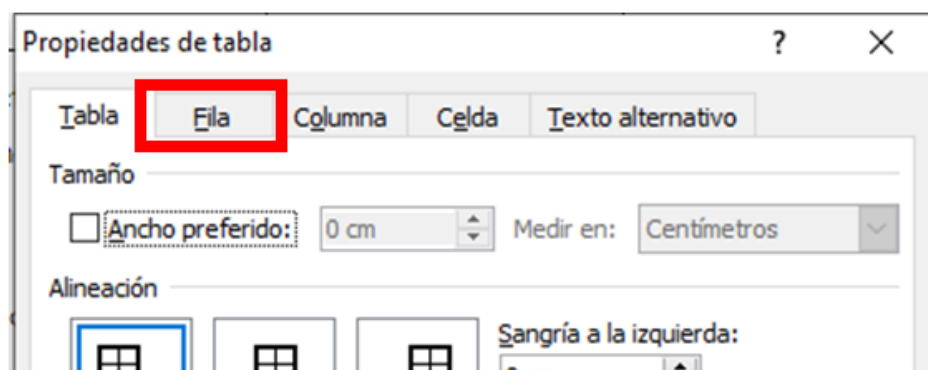 Propiedades de tabla ? X
Tabla Fila Columna Celda Texto alternativo
Tamaño
Ancho preferido: 0 cm Medir en: Centímetros
Alineación
Sangría a la izquierda: